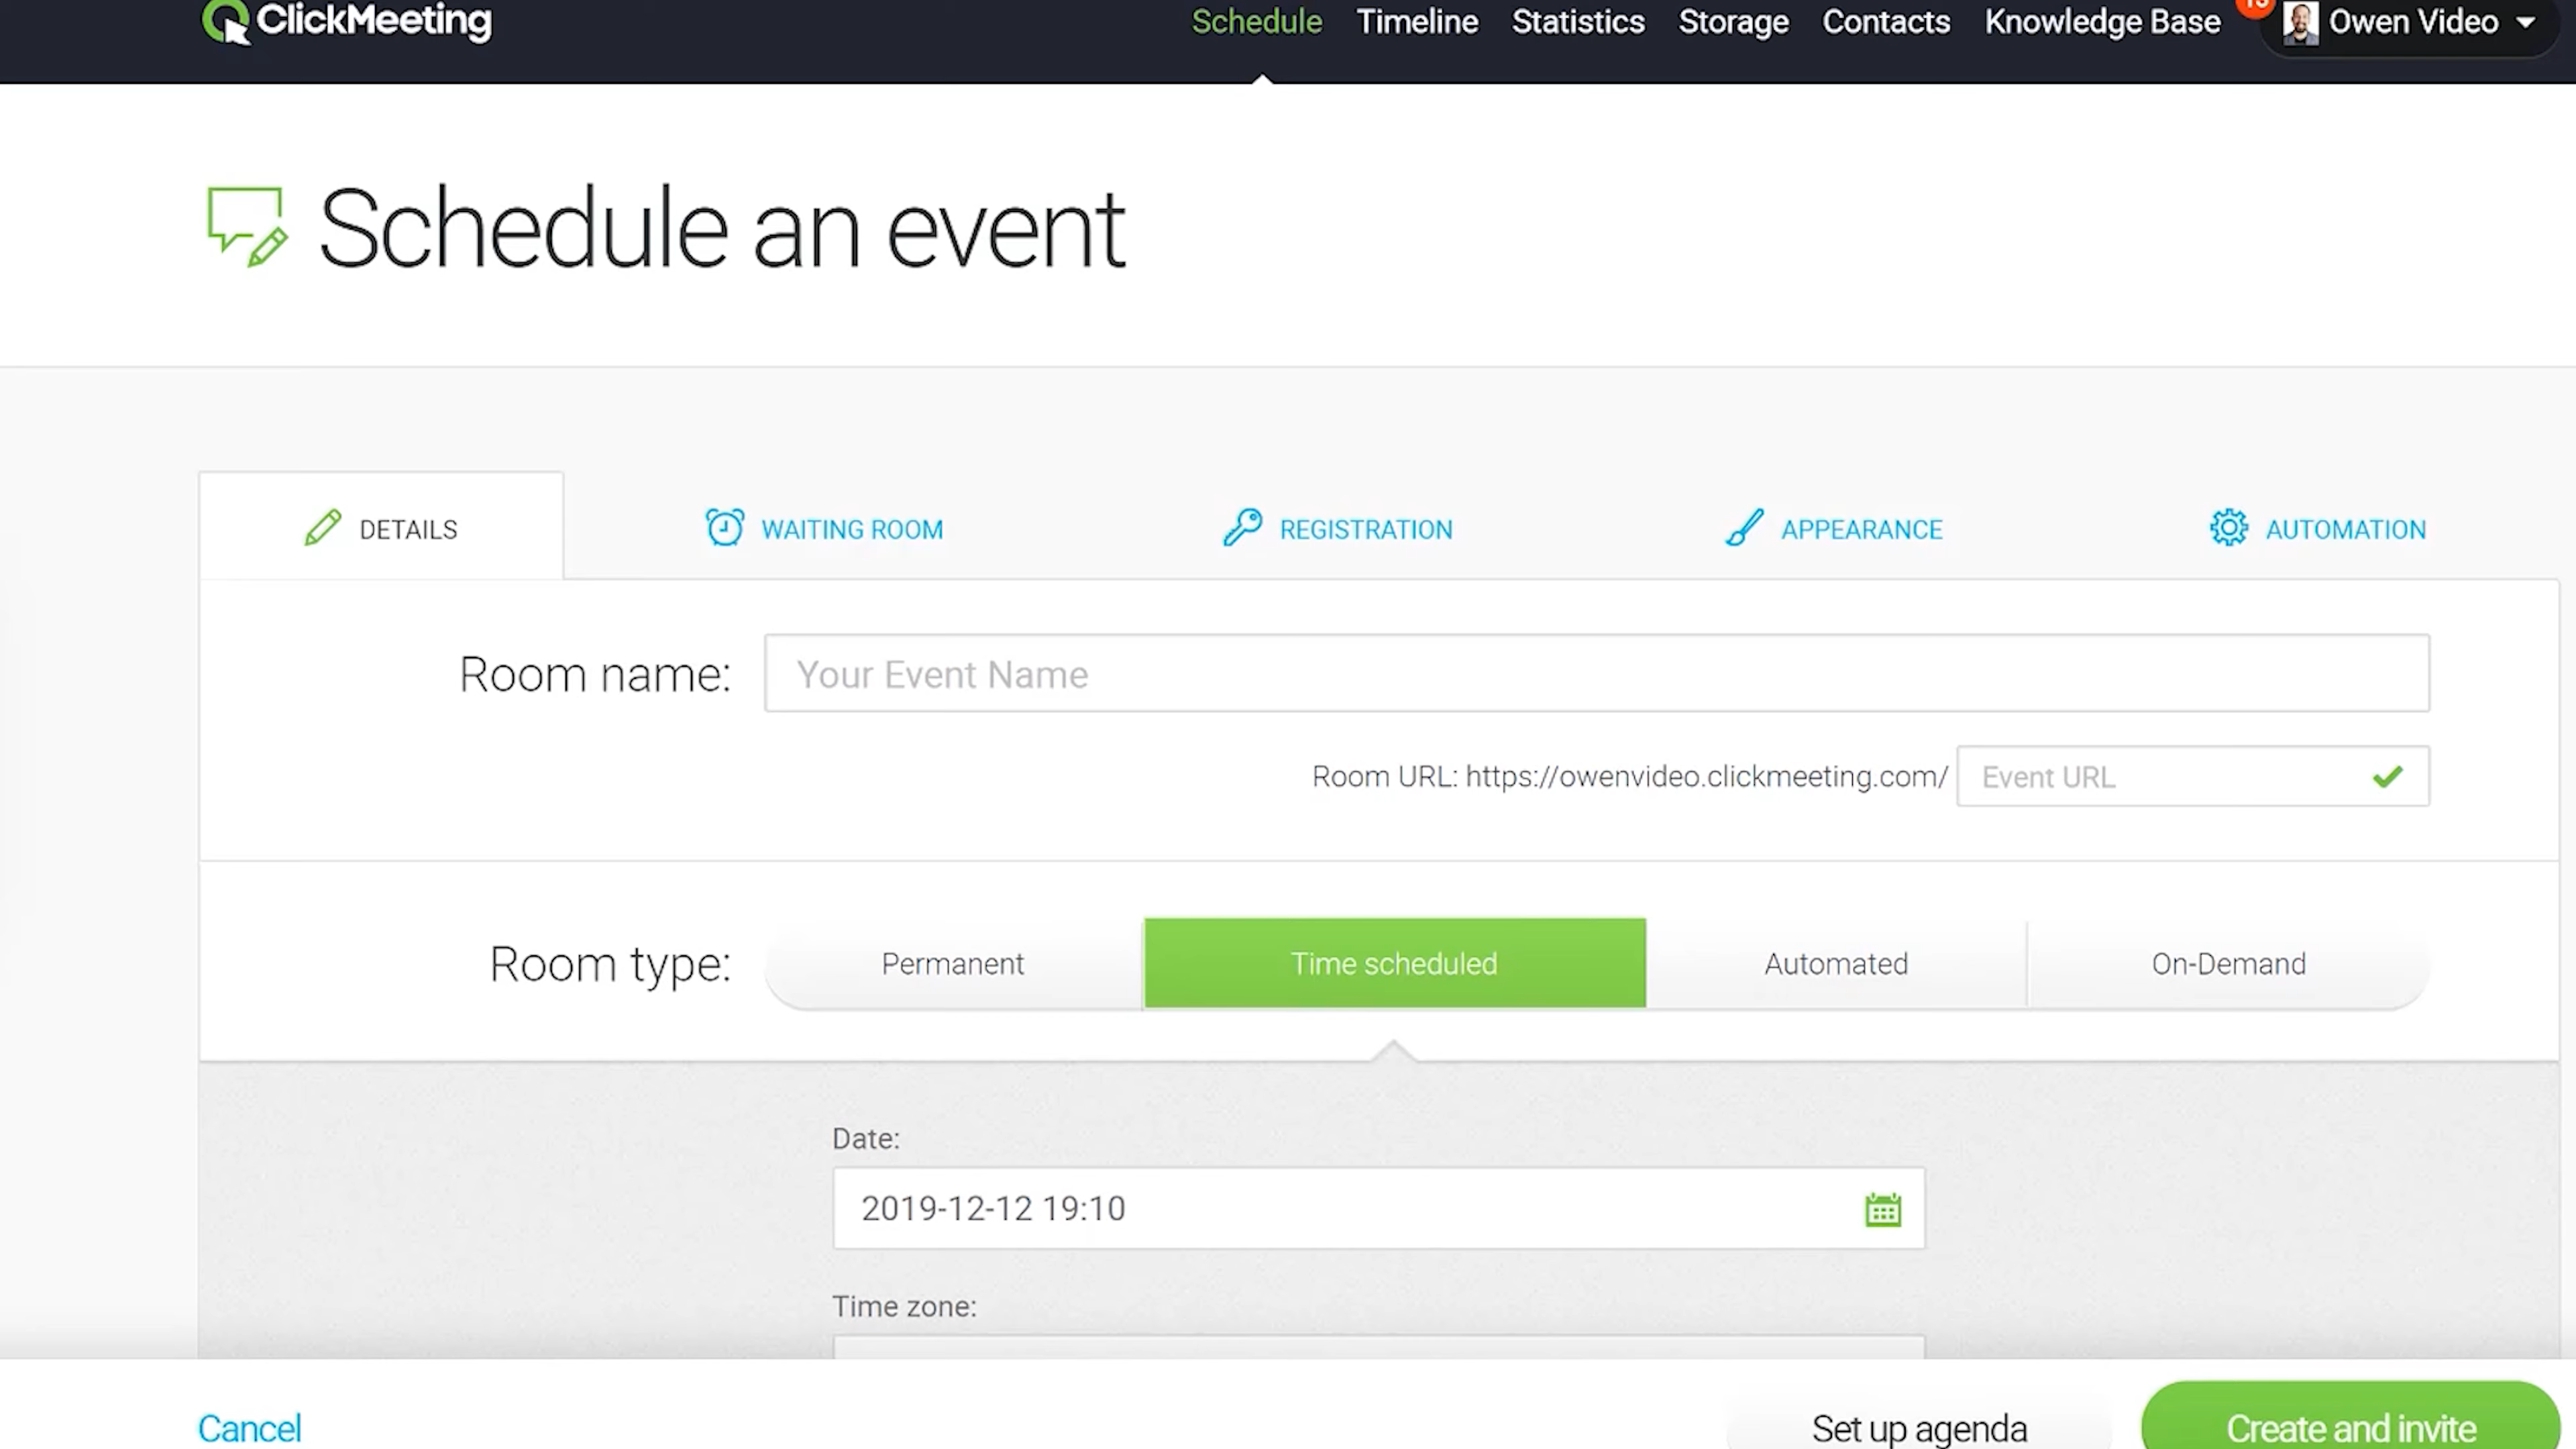 ClickMeeting
Schedule Timeline Statistics Storage Contacts Knowledge Base Owen Video
Schedule an event
DETAILS WAITING ROOM REGISTRATION APPEARANCE AUTOMATION
Room name: Your Event Name
Room URL: https://owenvideo.clickmeeting.com/ Event URL
Room type: Permanent Time scheduled Automated On-Demand
Date:
2019-12-12 19:10
Time zone:
Cancel Set up agenda Create and invite